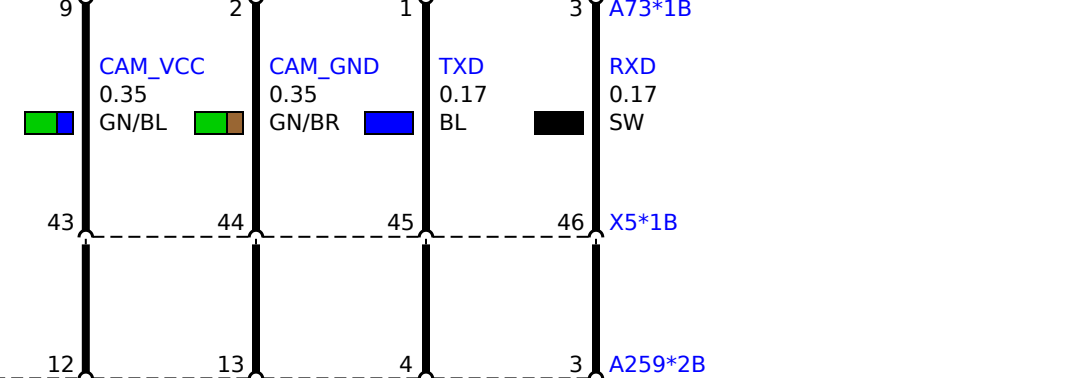 9 2 1 3 A73*1B
CAM_VCC CAM_GND TXD RXD
0.35 0.35 0.17 0.17
GN/BL GN/BR BL SW
43 44 45 46 X5*1B
12 13 4 3 A259*2B